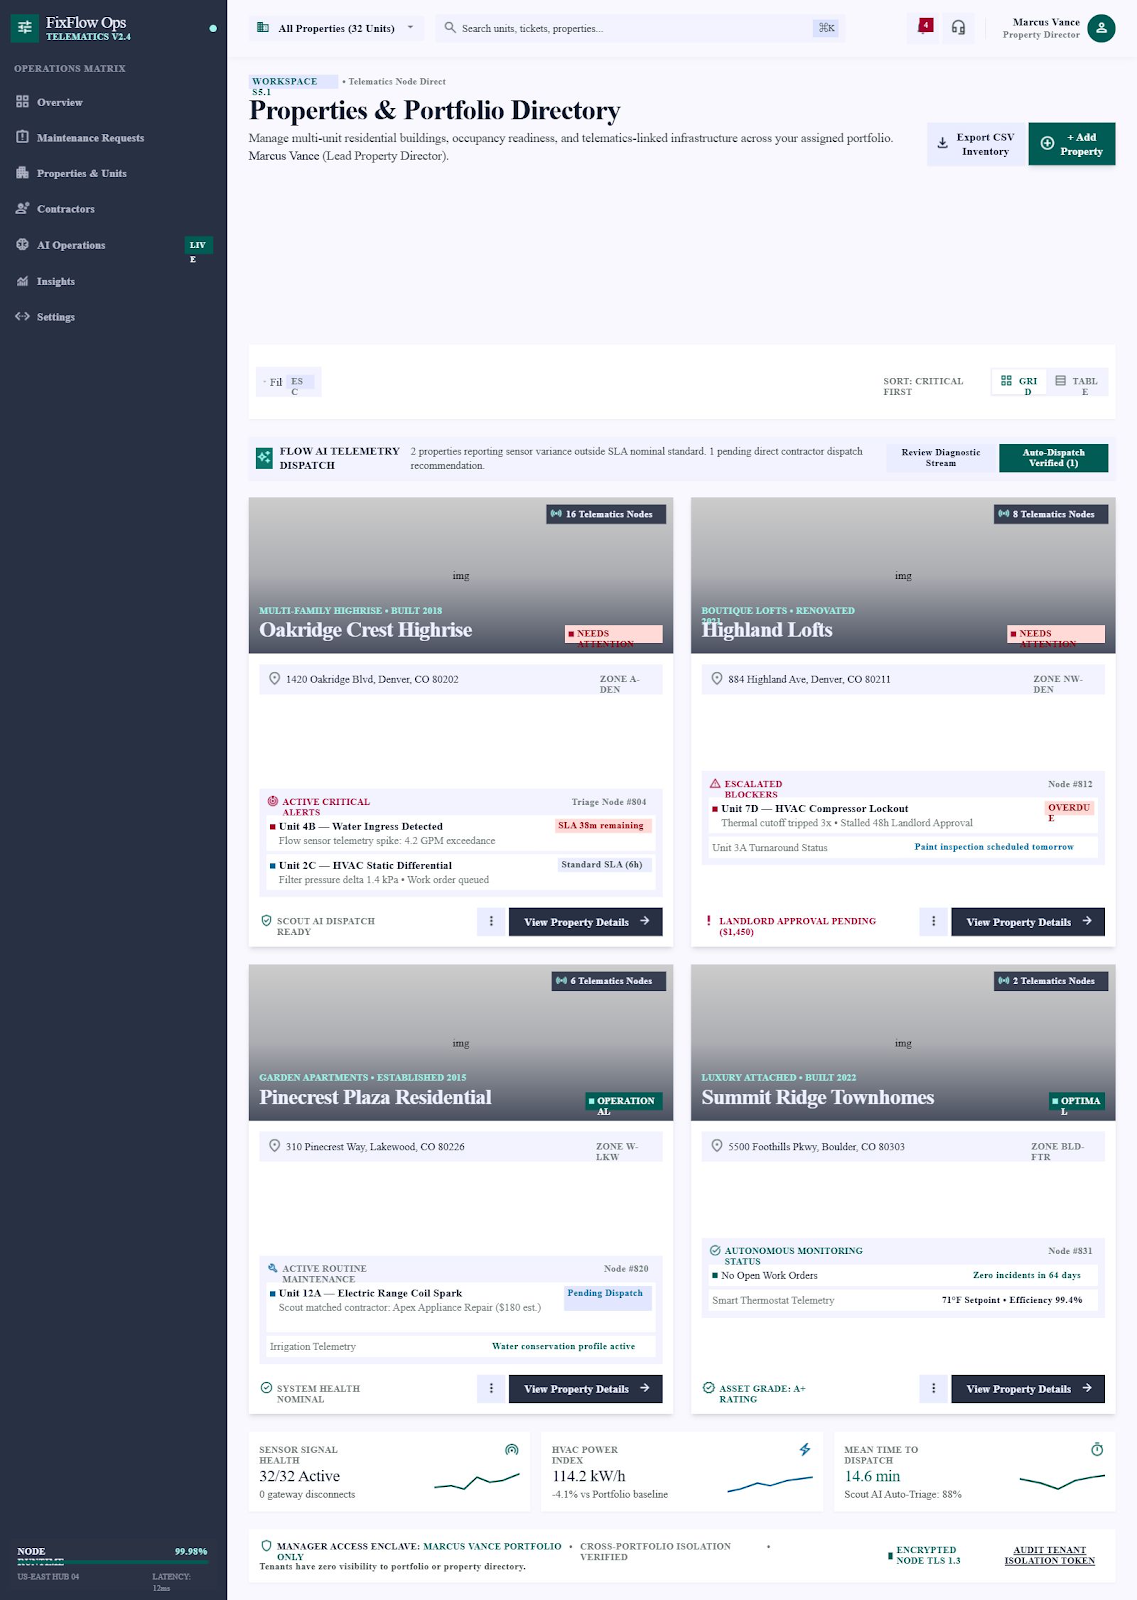 FixFlow Ops
TELEMATICS V2.4
OPERATIONS MATRIX
Overview
Maintenance Requests
Properties & Units
Contractors
AI Operations
LIV
E
Insights
Settings
NODE
RUNTIME
99.98%
US-EAST HUB 04
LATENCY:
12ms
All Properties (32 Units)
Search units, tickets, properties...
⌘K
4
Marcus Vance
Property Director
WORKSPACE
S5.1
• Telematics Node Direct
Properties & Portfolio Directory
Manage multi-unit residential buildings, occupancy readiness, and telematics-linked infrastructure across your assigned portfolio.
Marcus Vance (Lead Property Director).
Export CSV
Inventory
+ Add
Property
Fil
ES
C
SORT: CRITICAL
FIRST
GRI
D
TABL
E
FLOW AI TELEMETRY
DISPATCH
2 properties reporting sensor variance outside SLA nominal standard. 1 pending direct contractor dispatch
recommendation.
Review Diagnostic
Stream
Auto-Dispatch
Verified (1)
16 Telematics Nodes
img
MULTI-FAMILY HIGHRISE • BUILT 2018
Oakridge Crest Highrise
NEEDS
ATTENTION
1420 Oakridge Blvd, Denver, CO 80202
ZONE A-
DEN
ACTIVE CRITICAL
ALERTS
Triage Node #804
Unit 4B — Water Ingress Detected
SLA 38m remaining
Flow sensor telemetry spike: 4.2 GPM exceedance
Unit 2C — HVAC Static Differential
Standard SLA (6h)
Filter pressure delta 1.4 kPa • Work order queued
SCOUT AI DISPATCH
READY
View Property Details
8 Telematics Nodes
img
BOUTIQUE LOFTS • RENOVATED
2021
Highland Lofts
NEEDS
ATTENTION
884 Highland Ave, Denver, CO 80211
ZONE NW-
DEN
ESCALATED
BLOCKERS
Node #812
Unit 7D — HVAC Compressor Lockout
OVERDU
E
Thermal cutoff tripped 3x • Stalled 48h Landlord Approval
Unit 3A Turnaround Status
Paint inspection scheduled tomorrow
LANDLORD APPROVAL PENDING
($1,450)
View Property Details
6 Telematics Nodes
img
GARDEN APARTMENTS • ESTABLISHED 2015
Pinecrest Plaza Residential
OPERATION
AL
310 Pinecrest Way, Lakewood, CO 80226
ZONE W-
LKW
ACTIVE ROUTINE
MAINTENANCE
Node #820
Unit 12A — Electric Range Coil Spark
Pending Dispatch
Scout matched contractor: Apex Appliance Repair ($180 est.)
Irrigation Telemetry
Water conservation profile active
SYSTEM HEALTH
NOMINAL
View Property Details
2 Telematics Nodes
img
LUXURY ATTACHED • BUILT 2022
Summit Ridge Townhomes
OPTIMA
L
5500 Foothills Pkwy, Boulder, CO 80303
ZONE BLD-
FTR
AUTONOMOUS MONITORING
STATUS
Node #831
No Open Work Orders
Zero incidents in 64 days
Smart Thermostat Telemetry
71°F Setpoint • Efficiency 99.4%
ASSET GRADE: A+
RATING
View Property Details
SENSOR SIGNAL
HEALTH
32/32 Active
0 gateway disconnects
HVAC POWER
INDEX
114.2 kW/h
-4.1% vs Portfolio baseline
MEAN TIME TO
DISPATCH
14.6 min
Scout AI Auto-Triage: 88%
MANAGER ACCESS ENCLAVE: MARCUS VANCE PORTFOLIO
ONLY
• CROSS-PORTFOLIO ISOLATION
VERIFIED
•
Tenants have zero visibility to portfolio or property directory.
ENCRYPTED
NODE TLS 1.3
AUDIT TENANT
ISOLATION TOKEN